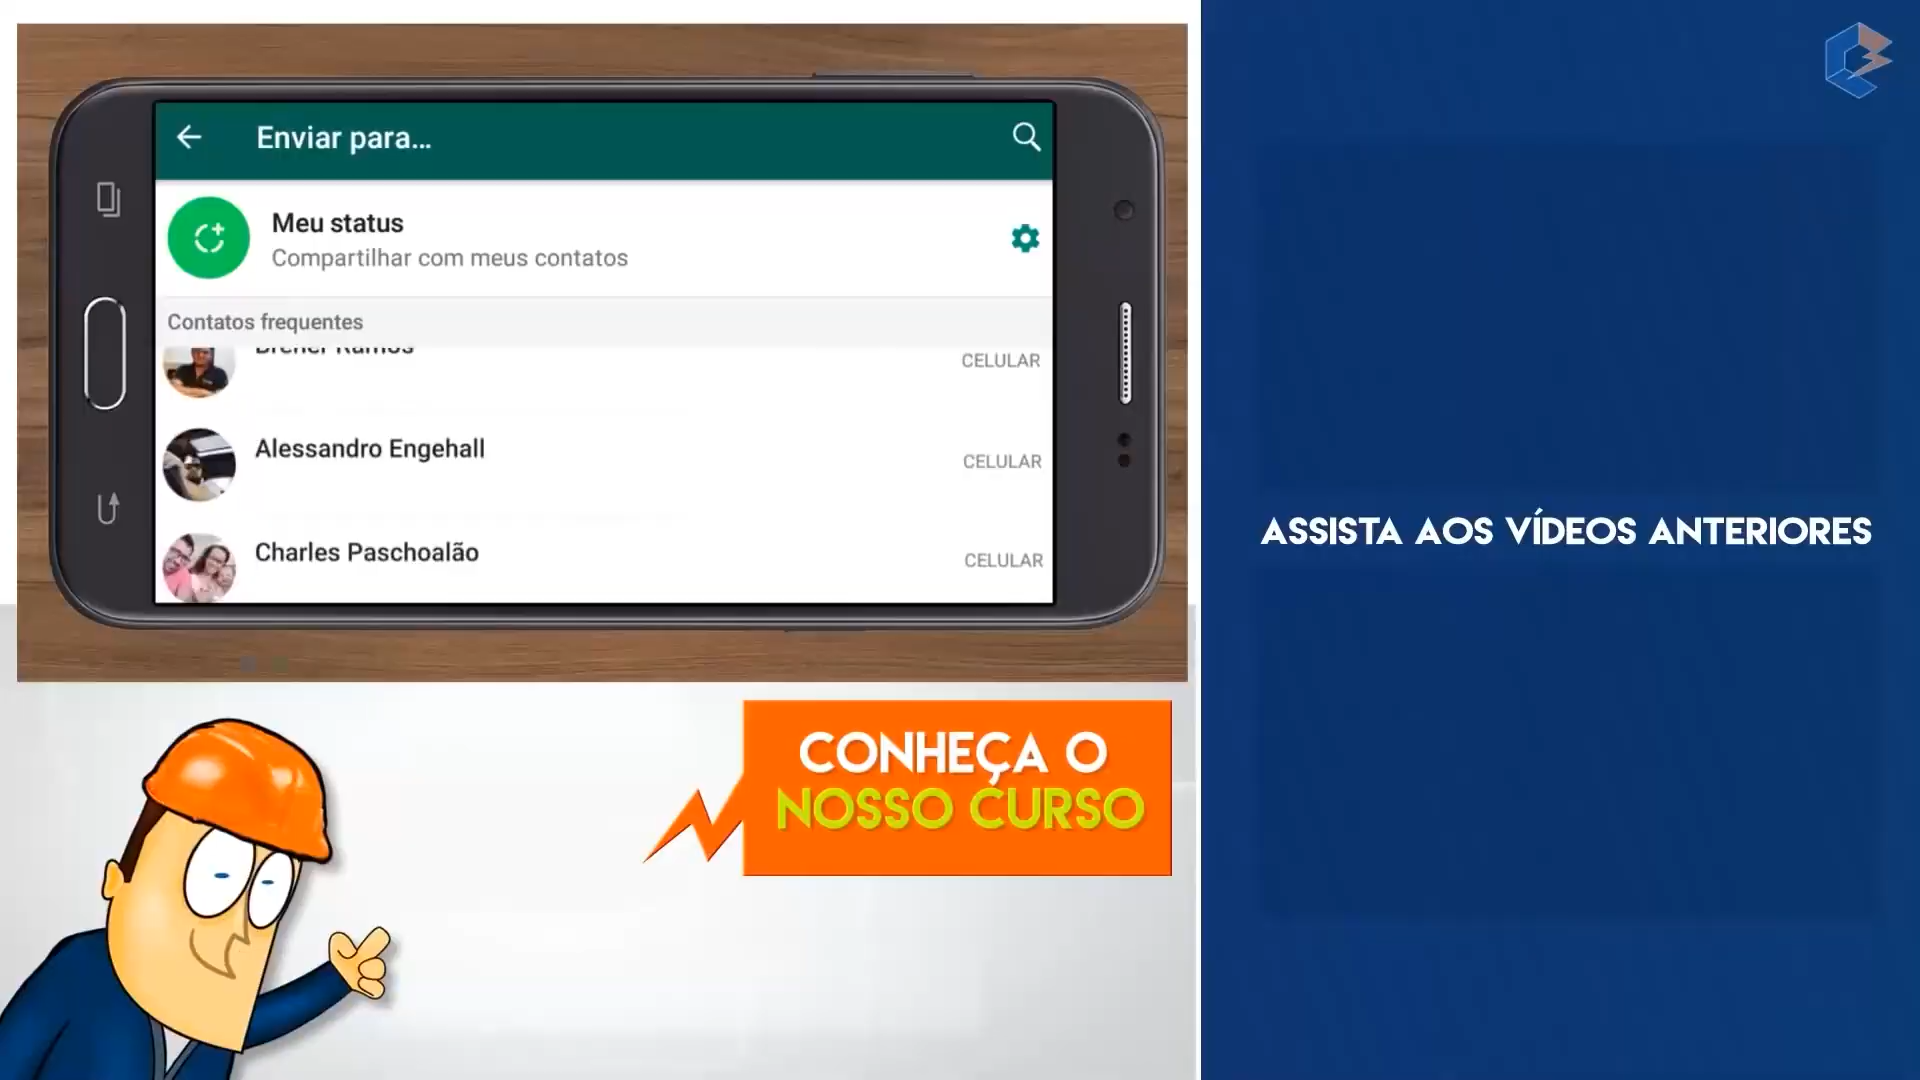 Enviar para...
Meu status
Compartilhar com meus contatos
Contatos frequentes
Ramos
CELULAR
Alessandro Engehall
CELULAR
Charles Paschoalão
CELULAR
ASSISTA AOS VÍDEOS ANTERIORES
CONHEÇA O
NOSSO CURSO